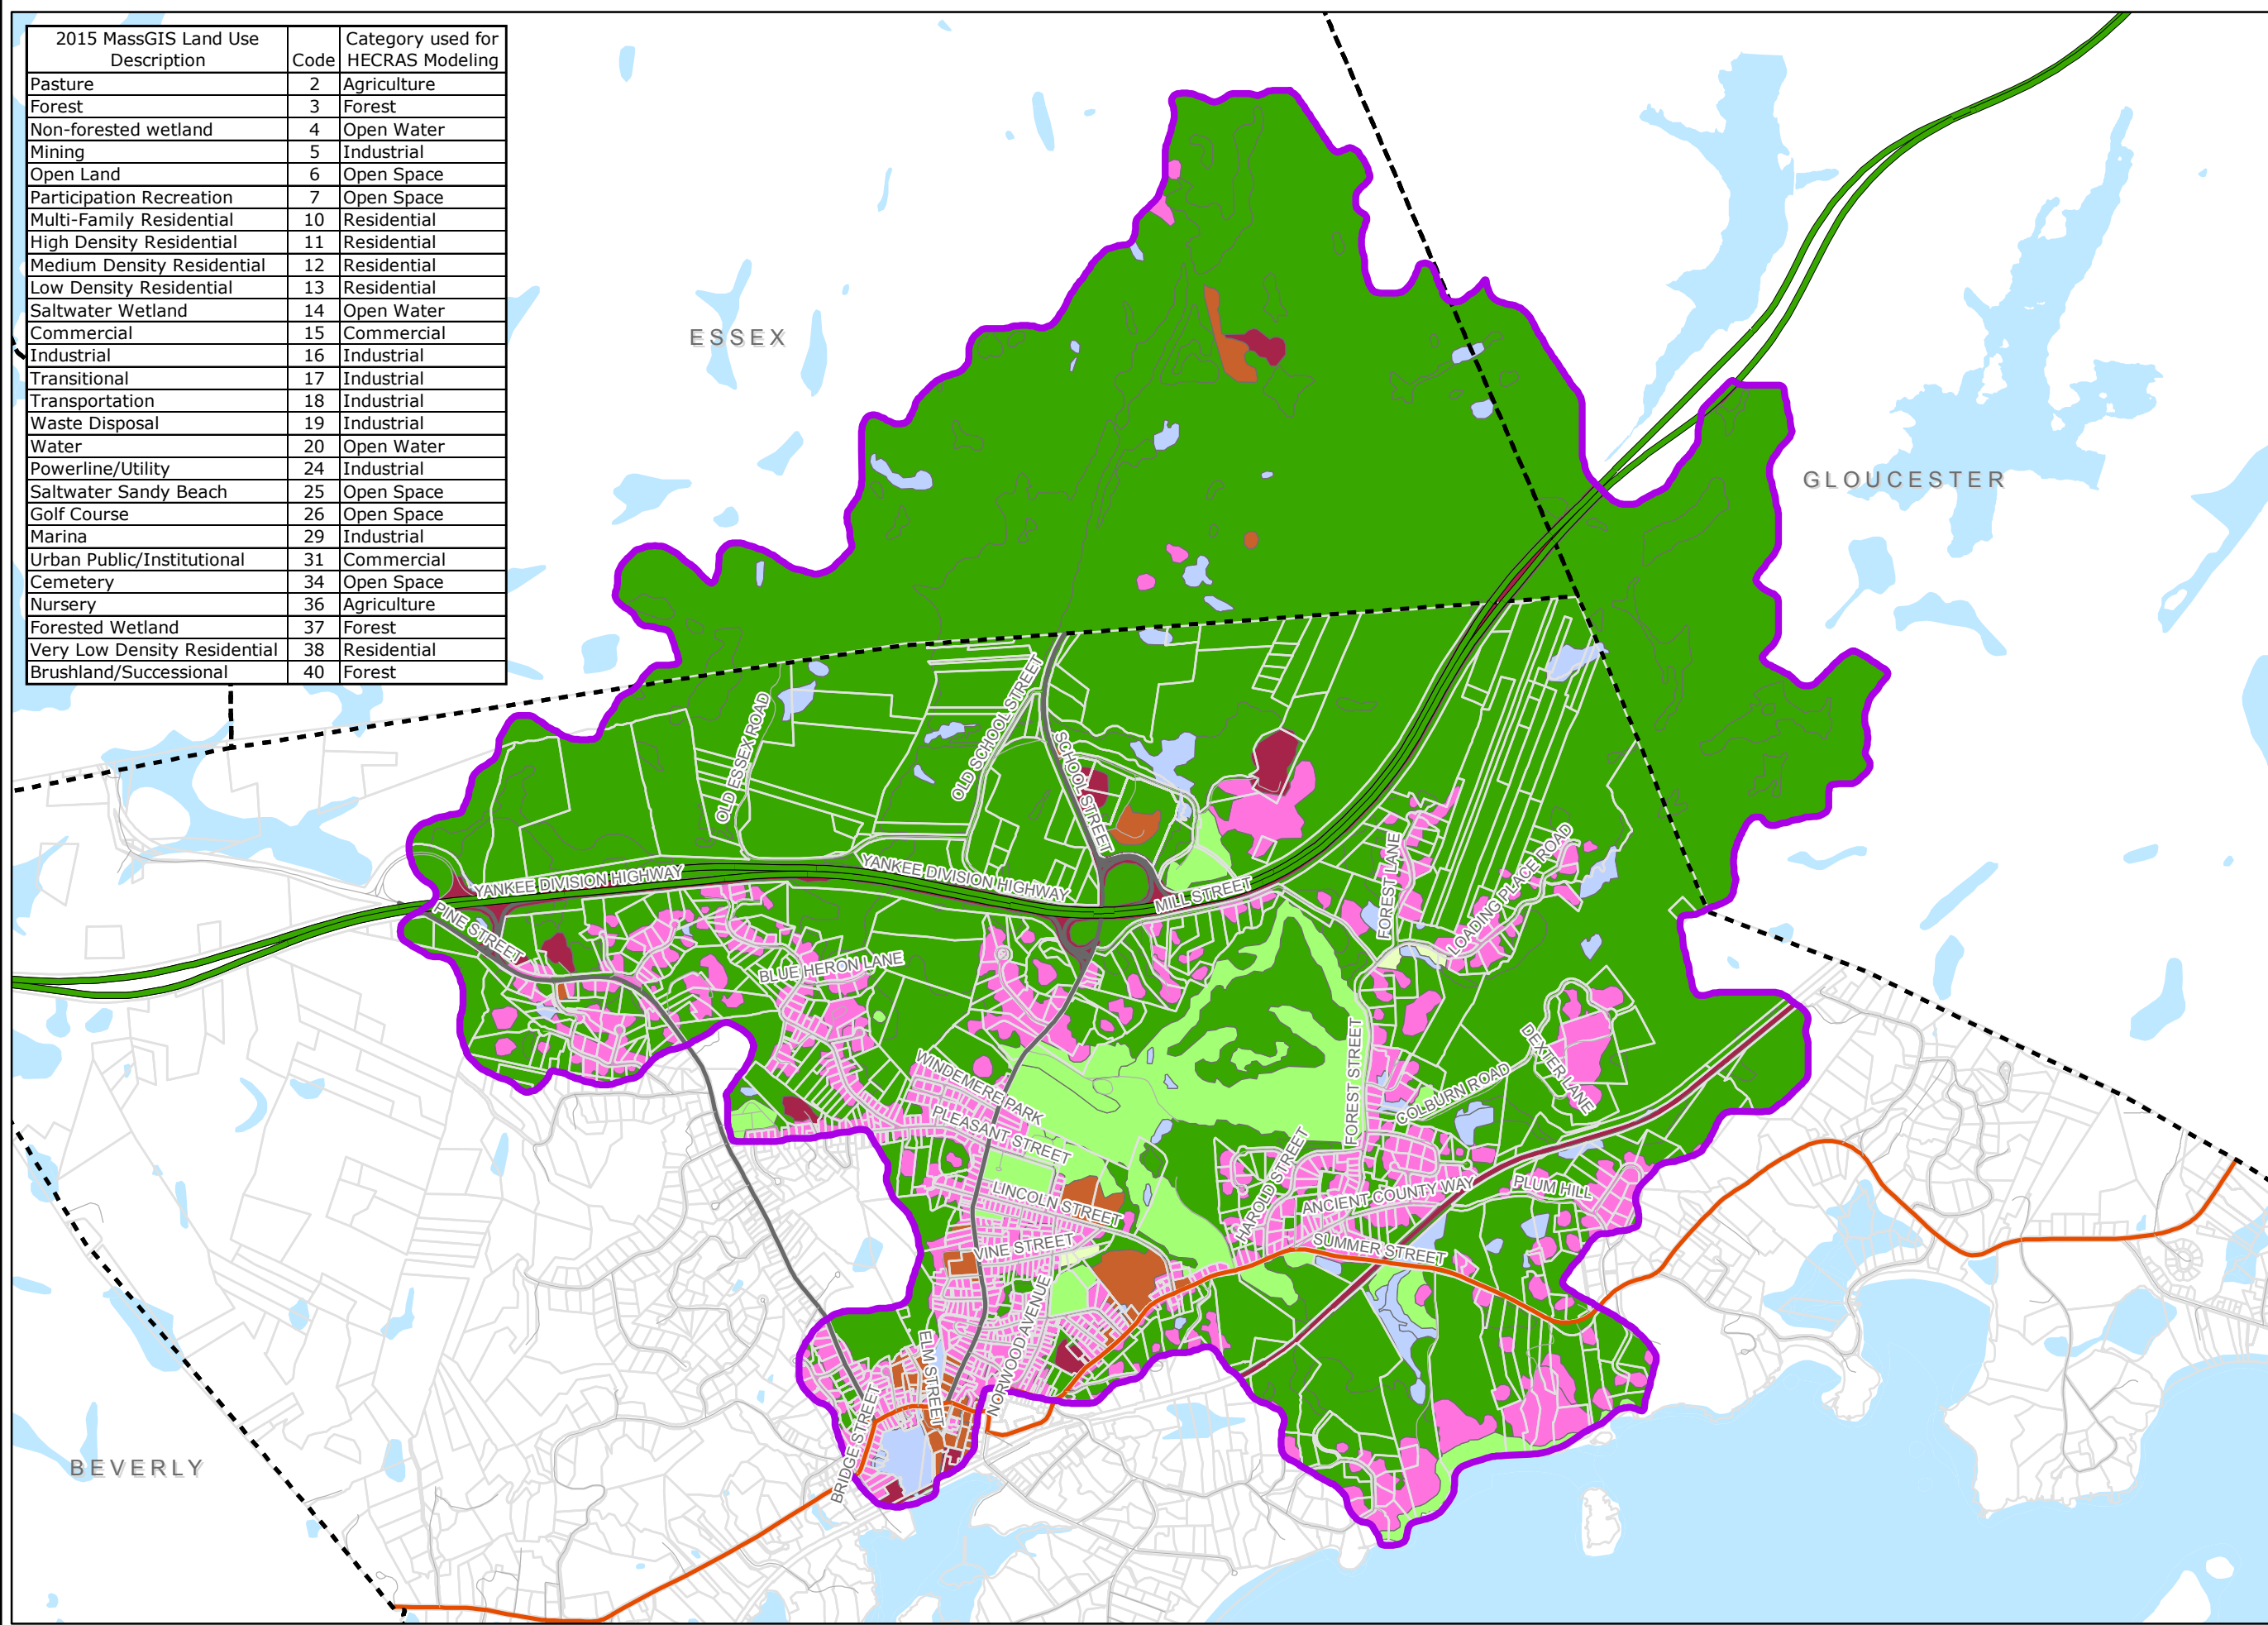 2015 MassGIS Land Use Description Code Category used for HECRAS Modeling
Pasture 2 Agriculture
Forest 3 Forest
Non-forested wetland 4 Open Water
Mining 5 Industrial
Open Land 6 Open Space
Participation Recreation 7 Open Space
Multi-Family Residential 10 Residential
High Density Residential 11 Residential
Medium Density Residential 12 Residential
Low Density Residential 13 Residential
Saltwater Wetland 14 Open Water
Commercial 15 Commercial
Industrial 16 Industrial
Transitional 17 Industrial
Transportation 18 Industrial
Waste Disposal 19 Industrial
Water 20 Open Water
Powerline/Utility 24 Industrial
Saltwater Sandy Beach 25 Open Space
Golf Course 26 Open Space
Marina 29 Industrial
Urban Public/Institutional 31 Commercial
Cemetery 34 Open Space
Nursery 36 Agriculture
Forested Wetland 37 Forest
Very Low Density Residential 38 Residential
Brushland/Successional 40 Forest
ESSEX
GLOUCESTER
OLD ESSEX ROAD
OLD SCHOOL STREET
SCHOOL STREET
YANKEE DIVISION HIGHWAY
YANKEE DIVISION HIGHWAY
MILL STREET
FOREST LANE
LOADING PLACE ROAD
PINE STREET
BLUE HERON LANE
WINDEMERE PARK
PLEASANT STREET
FOREST STREET
COLBURN ROAD
DEXTER LANE
LINCOLN STREET
HAROLD STREET
ANCIENT COUNTY WAY
PLUM HILL
VINE STREET
SUMMER STREET
NORWOOD AVENUE
ELM STREET
BRIDGE STREET
BEVERLY